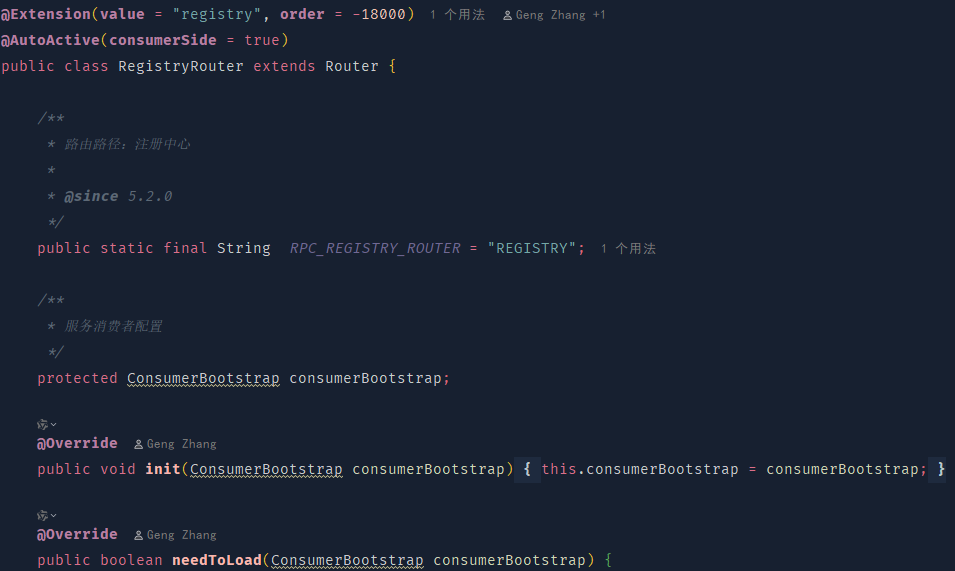 @Extension(value = "registry", order = -18000) 1 个用法 Geng Zhang +1
@AutoActive(consumerSide = true)
public class RegistryRouter extends Router {
/**
* 路由路径：注册中心
*
* @since 5.2.0
*/
public static final String RPC_REGISTRY_ROUTER = "REGISTRY"; 1 个用法
/**
* 服务消费者配置
*/
protected ConsumerBootstrap consumerBootstrap;
@Override Geng Zhang
public void init(ConsumerBootstrap consumerBootstrap) { this.consumerBootstrap = consumerBootstrap; }
@Override Geng Zhang
public boolean needToLoad(ConsumerBootstrap consumerBootstrap) {